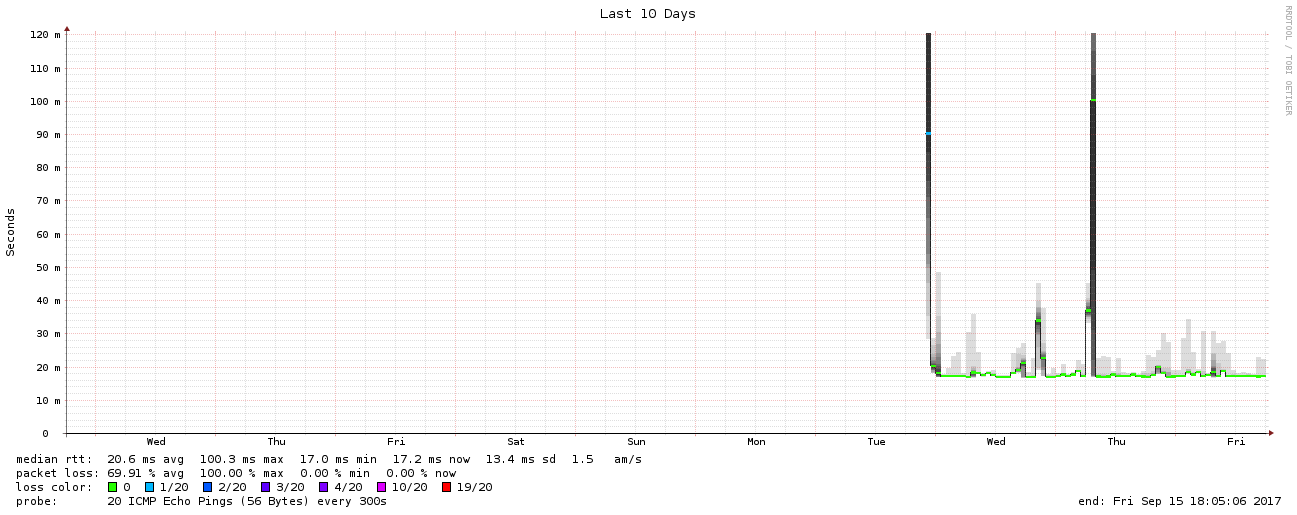 Last 10 Days
RRDTOOL / TOBI OETIKER
Seconds
120 m
110 m
100 m
90 m
80 m
70 m
60 m
50 m
40 m
30 m
20 m
10 m
0
Wed Thu Fri Sat Sun Mon Tue Wed Thu Fri
median rtt: 20.6 ms avg 100.3 ms max 17.0 ms min 17.2 ms now 13.4 ms sd 1.5 am/s
packet loss: 69.91 % avg 100.00 % max 0.00 % min 0.00 % now
loss color: 0 1/20 2/20 3/20 4/20 10/20 19/20
probe: 20 ICMP Echo Pings (56 Bytes) every 300s end: Fri Sep 15 18:05:06 2017